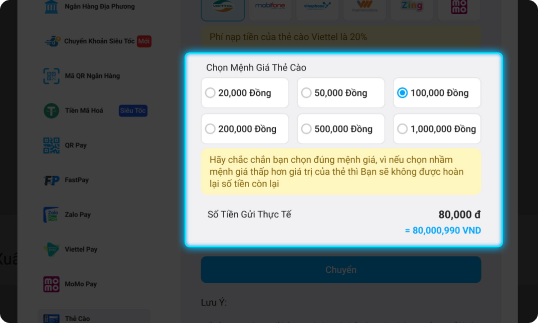 Ngân Hàng Địa Phương
Chuyển Khoản Siêu Tốc Mới
Mã QR Ngân Hàng
Tiền Mã Hoá Siêu Tốc
QR Pay
FastPay
Zalo Pay
Viettel Pay
MoMo Pay
Thẻ Cào
mobifone
Zing
mo
mo
Phí nạp tiền của thẻ cào Viettel là 20%
Chọn Mệnh Giá Thẻ Cào
20,000 Đồng
50,000 Đồng
100,000 Đồng
200,000 Đồng
500,000 Đồng
1,000,000 Đồng
Hãy chắc chắn bạn chọn đúng mệnh giá, vì nếu chọn nhầm
mệnh giá thấp hơn giá trị của thẻ thì Bạn sẽ không được hoàn
lại số tiền còn lại
Số Tiền Gửi Thực Tế
80,000 đ
= 80,000,990 VND
Chuyển
Lưu Ý: